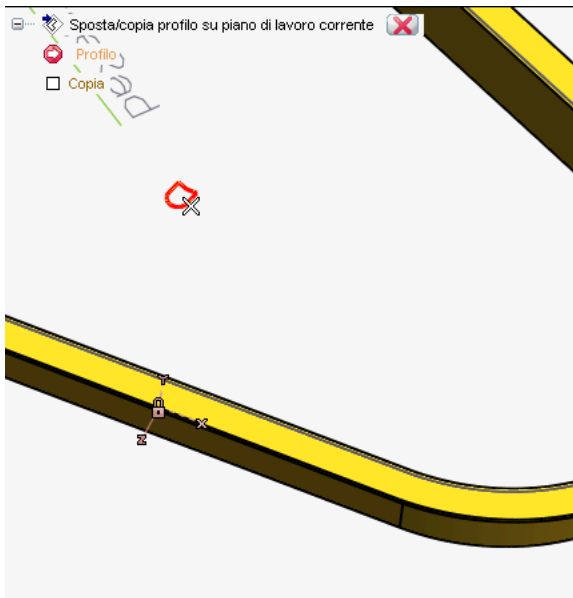 Sposta/copia profilo su piano di lavoro corrente
Profilo
Copia
Y
X
Z